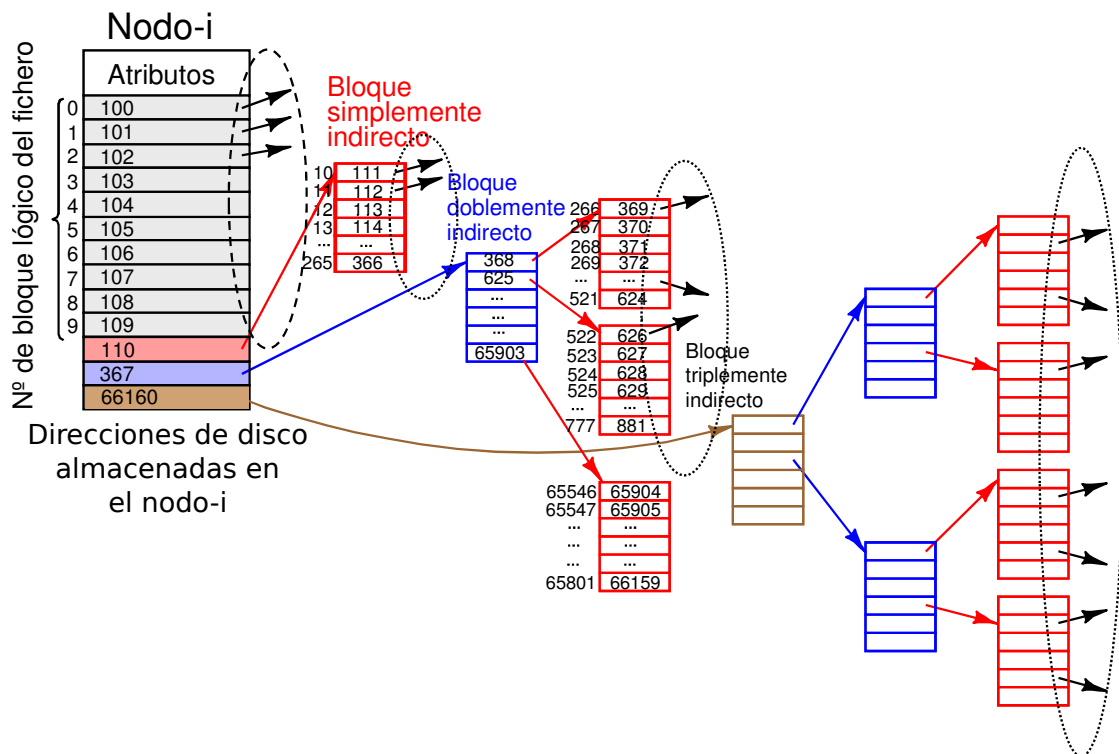 Nodo-i
Nº de bloque lógico del fichero
Atributos
0 100
1 101
2 102
3 103
4 104
5 105
6 106
7 107
8 108
9 109
110
367
66160
Direcciones de disco
almacenadas en
el nodo-i
Bloque
simplemente
indirecto
10 111
11 112
12 113
13 114
... ...
265 366
Bloque
doblemente
indirecto
368
625
...
...
...
65903
266 369
267 370
268 371
269 372
... ...
521 624
522 626
523 627
524 628
525 629
... ...
777 881
65546 65904
65547 65905
... ...
... ...
... ...
65801 66159
Bloque
triplemente
indirecto